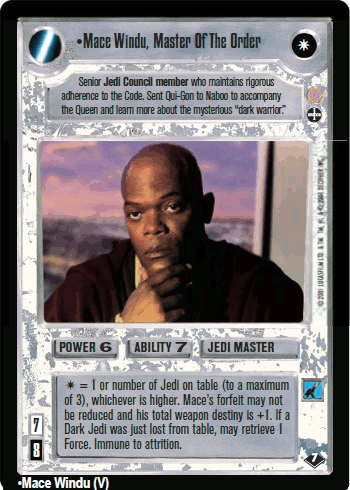 •Mace Windu, Master Of The Order
Senior Jedi Council member who maintains rigorous
adherence to the Code. Sent Qui-Gon to Naboo to accompany
the Queen and learn more about the mysterious "dark warrior."
POWER 6 ABILITY 7 JEDI MASTER
✷ = 1 or number of Jedi on table (to a maximum
of 3), whichever is higher. Mace's forfeit may not
be reduced and his total weapon destiny is +1. If a
Dark Jedi was just lost from table, may retrieve 1
Force. Immune to attrition.
7
8
7
•Mace Windu (V)